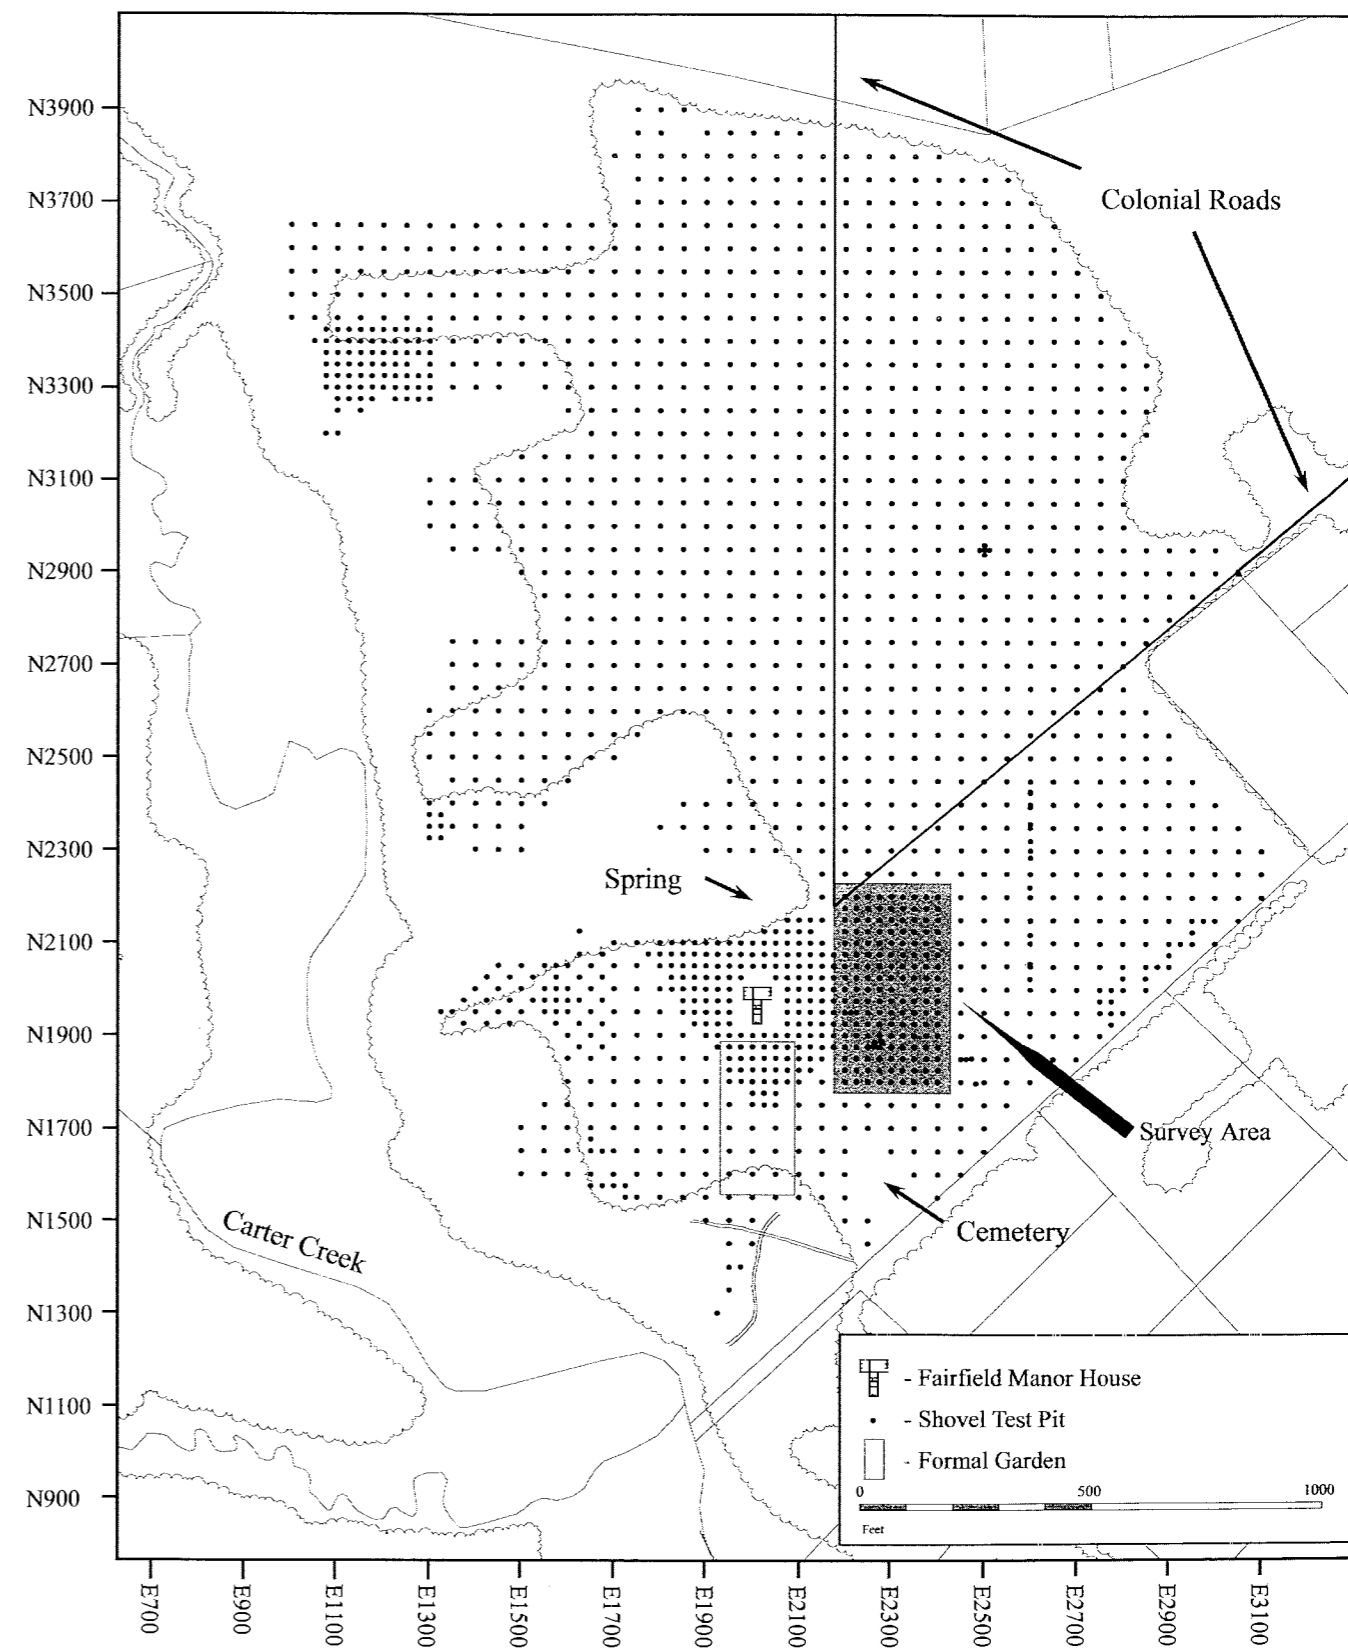 N3900
N3700
N3500
N3300
N3100
N2900
N2700
N2500
N2300
N2100
N1900
N1700
N1500
N1300
N1100
N900
Colonial Roads
Spring
Survey Area
Cemetery
Carter Creek
- Fairfield Manor House
- Shovel Test Pit
- Formal Garden
0 500 1000
Feet
E700
E900
E1100
E1300
E1500
E1700
E1900
E2100
E2300
E2500
E2700
E2900
E3100